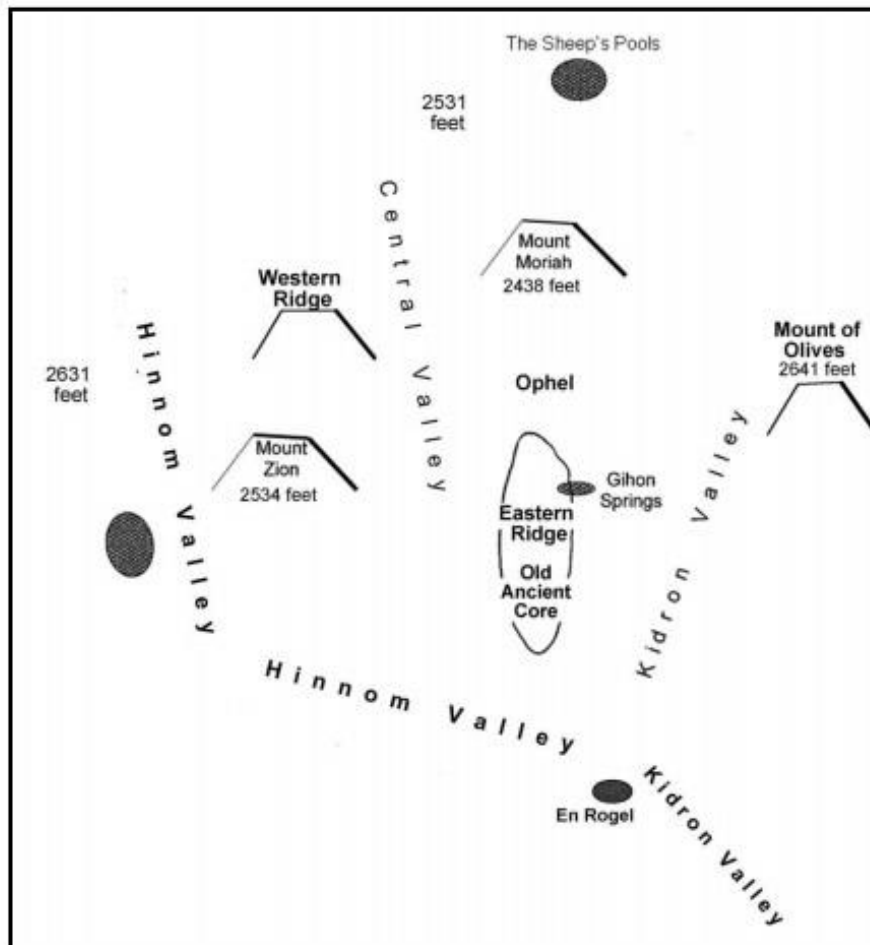 The Sheep's Pools
2531
feet
Central Valley
Mount
Moriah
2438 feet
Western
Ridge
Hinnom Valley
Mount of
Olives
2641 feet
2631
feet
Ophel
Mount
Zion
2534 feet
Gihon
Springs
Eastern
Ridge
Kidron Valley
Old
Ancient
Core
Hinnom Valley
Kidron Valley
En Rogel